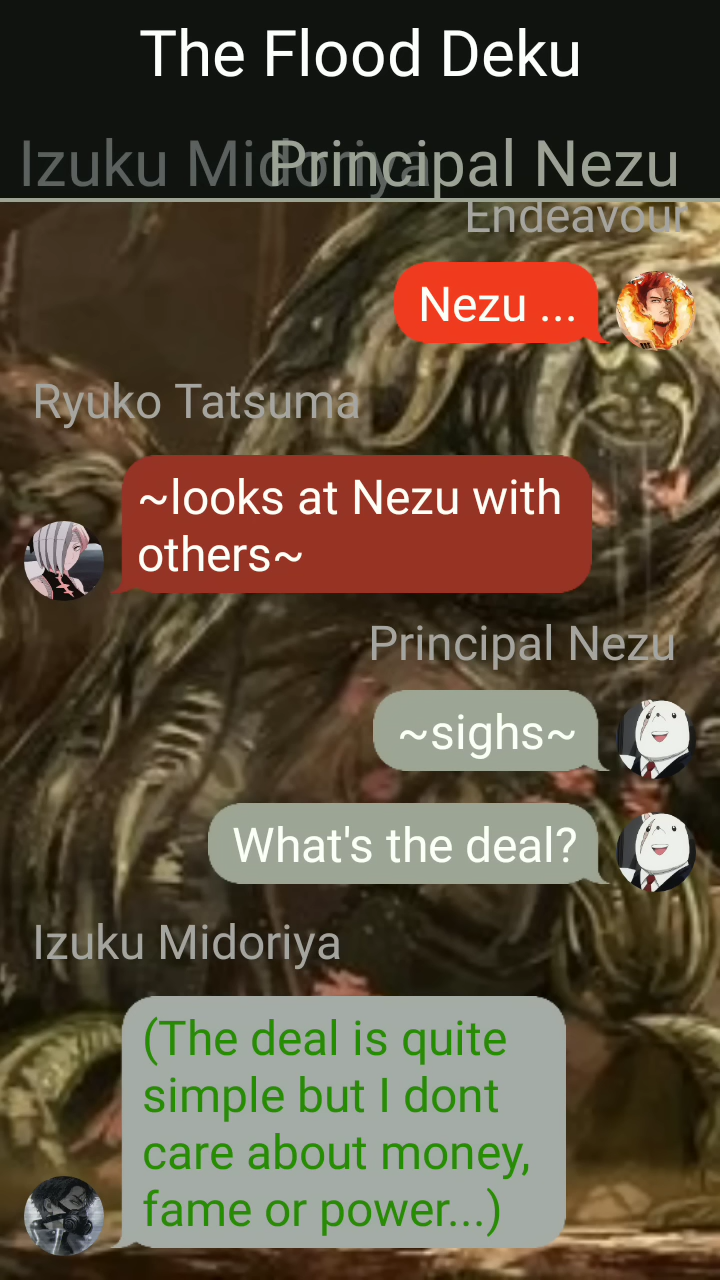 The Flood Deku
Izuku Midoriya
Principal Nezu
Endeavour
Nezu ...
Ryuko Tatsuma
~looks at Nezu with
others~
Principal Nezu
~sighs~
What's the deal?
Izuku Midoriya
(The deal is quite
simple but I dont
care about money,
fame or power...)